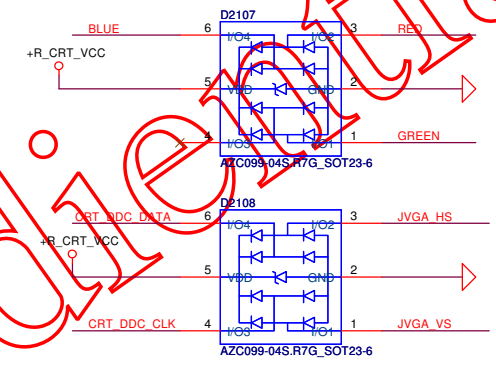 D2107
BLUE 6 I/O4 I/O2 3 RED
+R_CRT_VCC
5 VDD GND 2
4 I/O3 I/O1 1 GREEN
AZC099-04S.R7G_SOT23-6
D2108
CRT_DDC_DATA 6 I/O4 I/O2 3 JVGA_HS
+R_CRT_VCC
5 VDD GND 2
CRT_DDC_CLK 4 I/O3 I/O1 1 JVGA_VS
AZC099-04S.R7G_SOT23-6